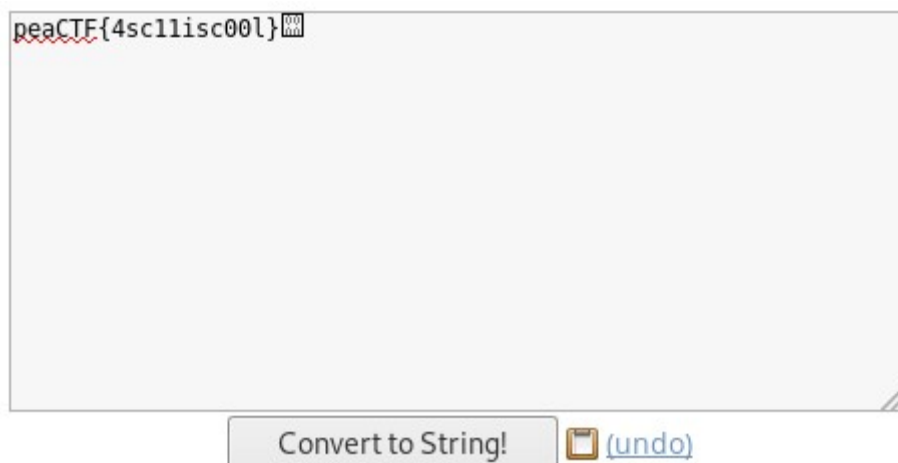 peaCTF{4sc11isc00l}
Convert to String!
(undo)